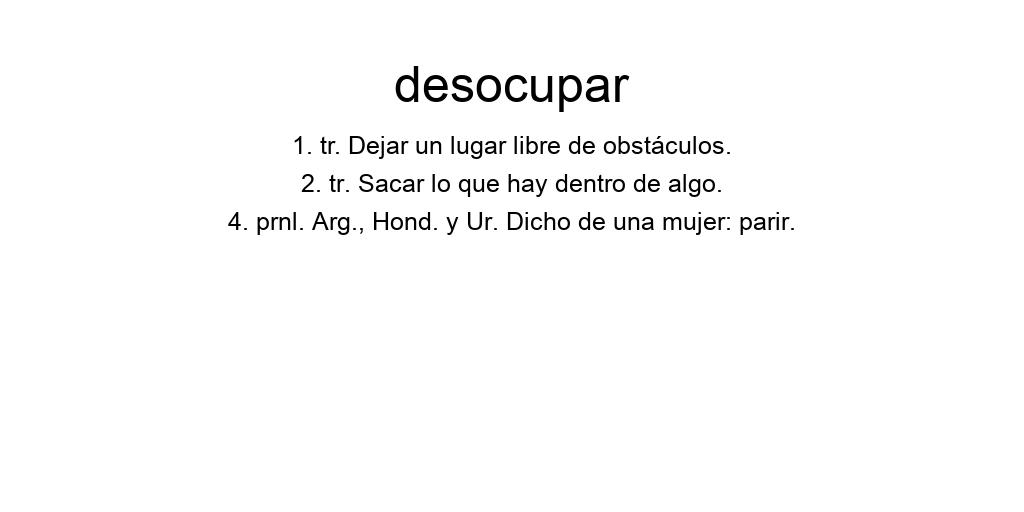 desocupar
1. tr. Dejar un lugar libre de obstáculos.
2. tr. Sacar lo que hay dentro de algo.
4. prnl. Arg., Hond. y Ur. Dicho de una mujer: parir.